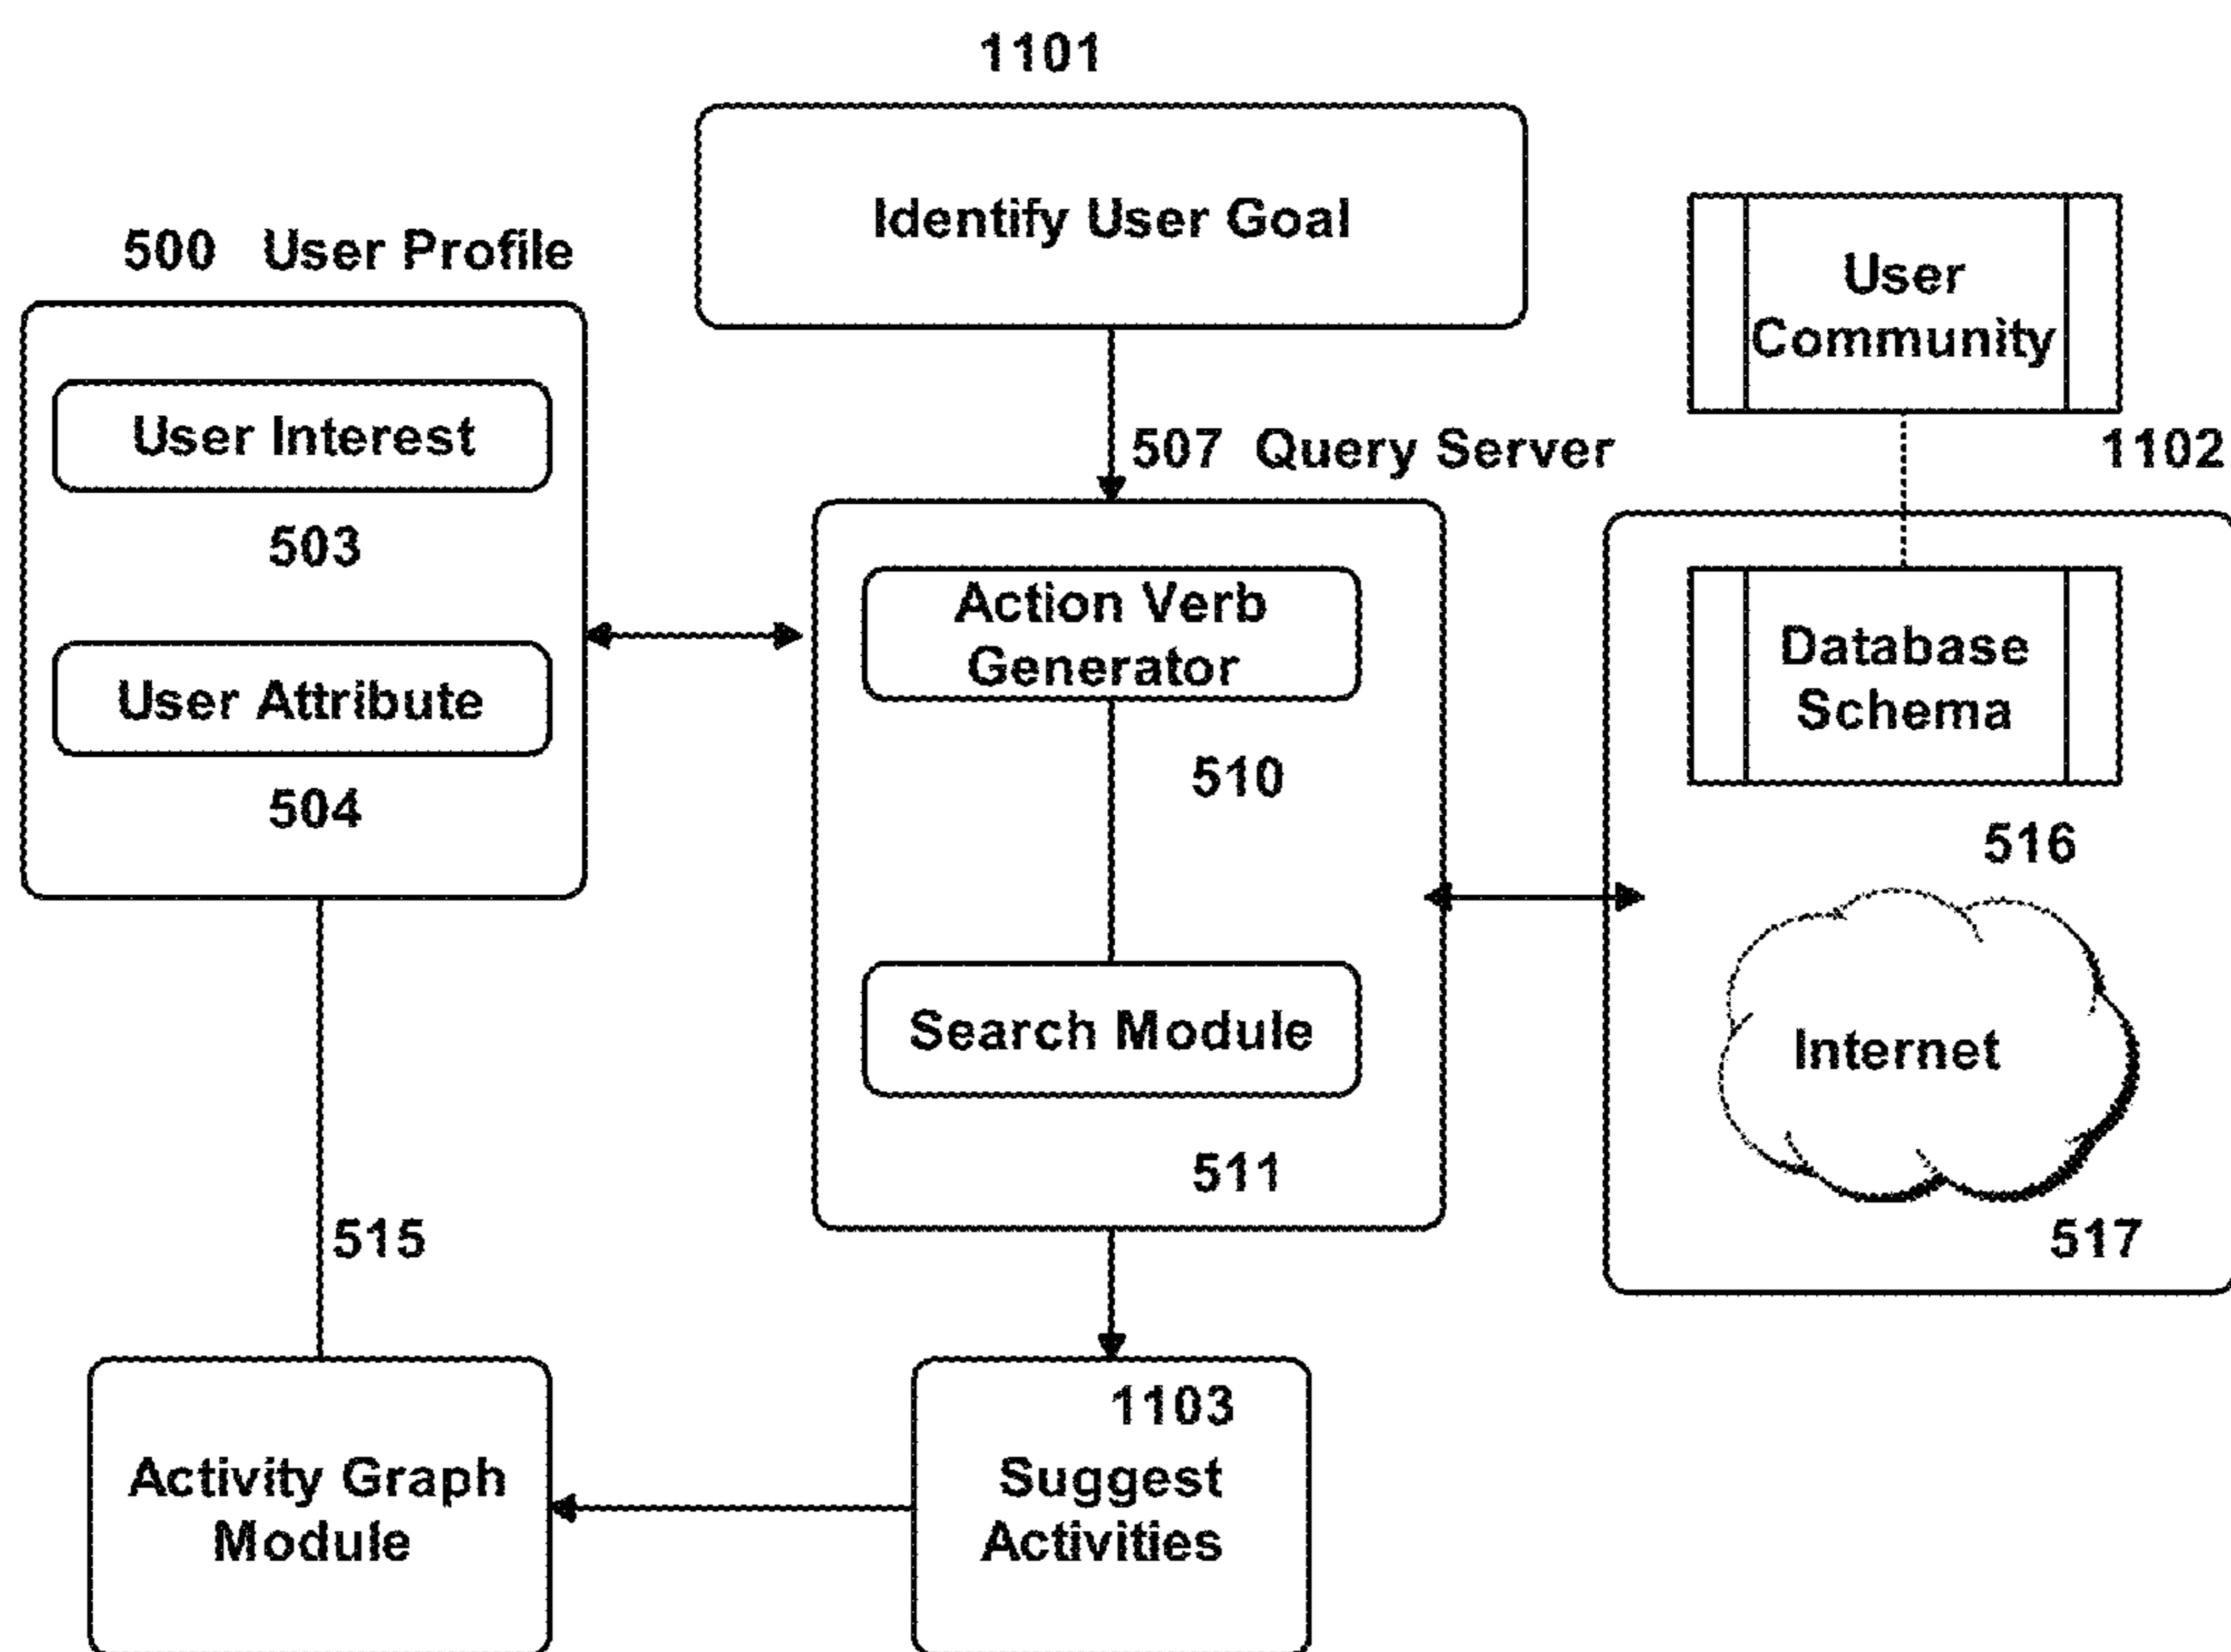 1101
Identify User Goal
500 User Profile
User Interest
503
User Attribute
504
507 Query Server
Action Verb
Generator
510
Search Module
511
User
Community
1102
Database
Schema
516
Internet
517
515
Activity Graph
Module
1103
Suggest
Activities